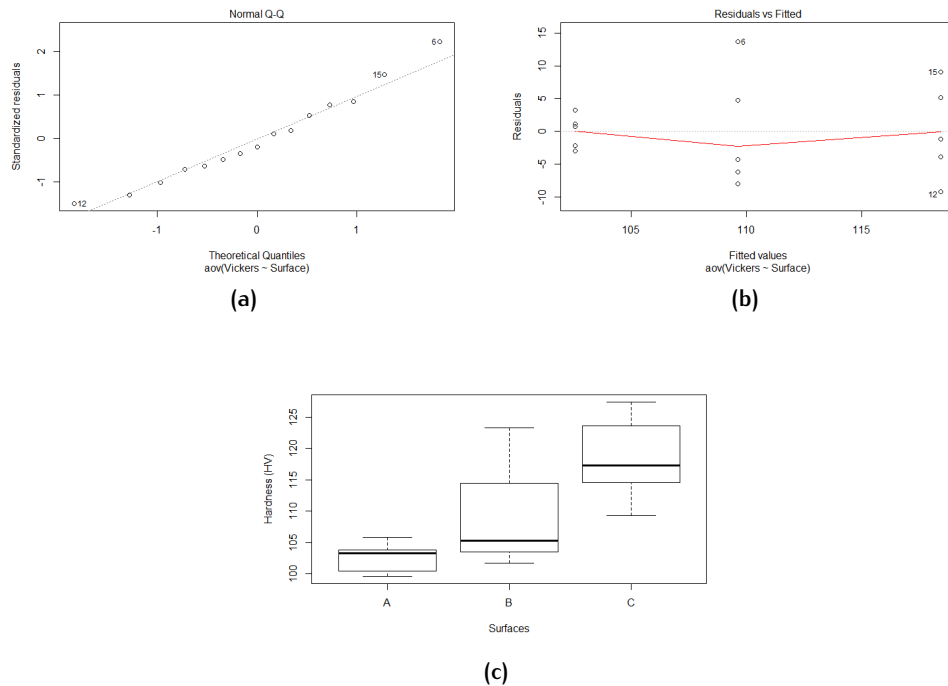 Normal Q-Q
Standardized residuals
2
1
0
-1
6
15
12
-1
0
1
Theoretical Quantiles
aov(Vickers ~ Surface)
(a)
Residuals vs Fitted
Residuals
15
10
5
0
-5
-10
6
15
12
105
110
115
Fitted values
aov(Vickers ~ Surface)
(b)
Hardness (HV)
125
120
115
110
105
100
A
B
C
Surfaces
(c)